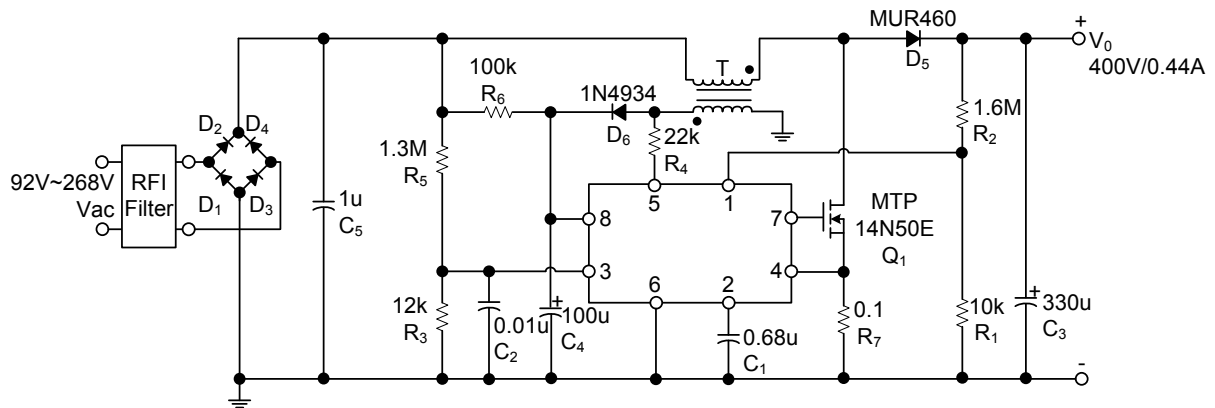 MUR460
+
V0
400V/0.44A
D5
T
100k
R6
1N4934
D6
1.6M
R2
D2
D4
22k
R4
1.3M
R5
92V~268V
Vac
RFI
Filter
D1
D3
1u
C5
5
1
8
7
MTP
14N50E
Q1
3
4
6
2
12k
R3
0.01u
C2
+
100u
C4
0.68u
C1
0.1
R7
10k
R1
+
330u
C3
-